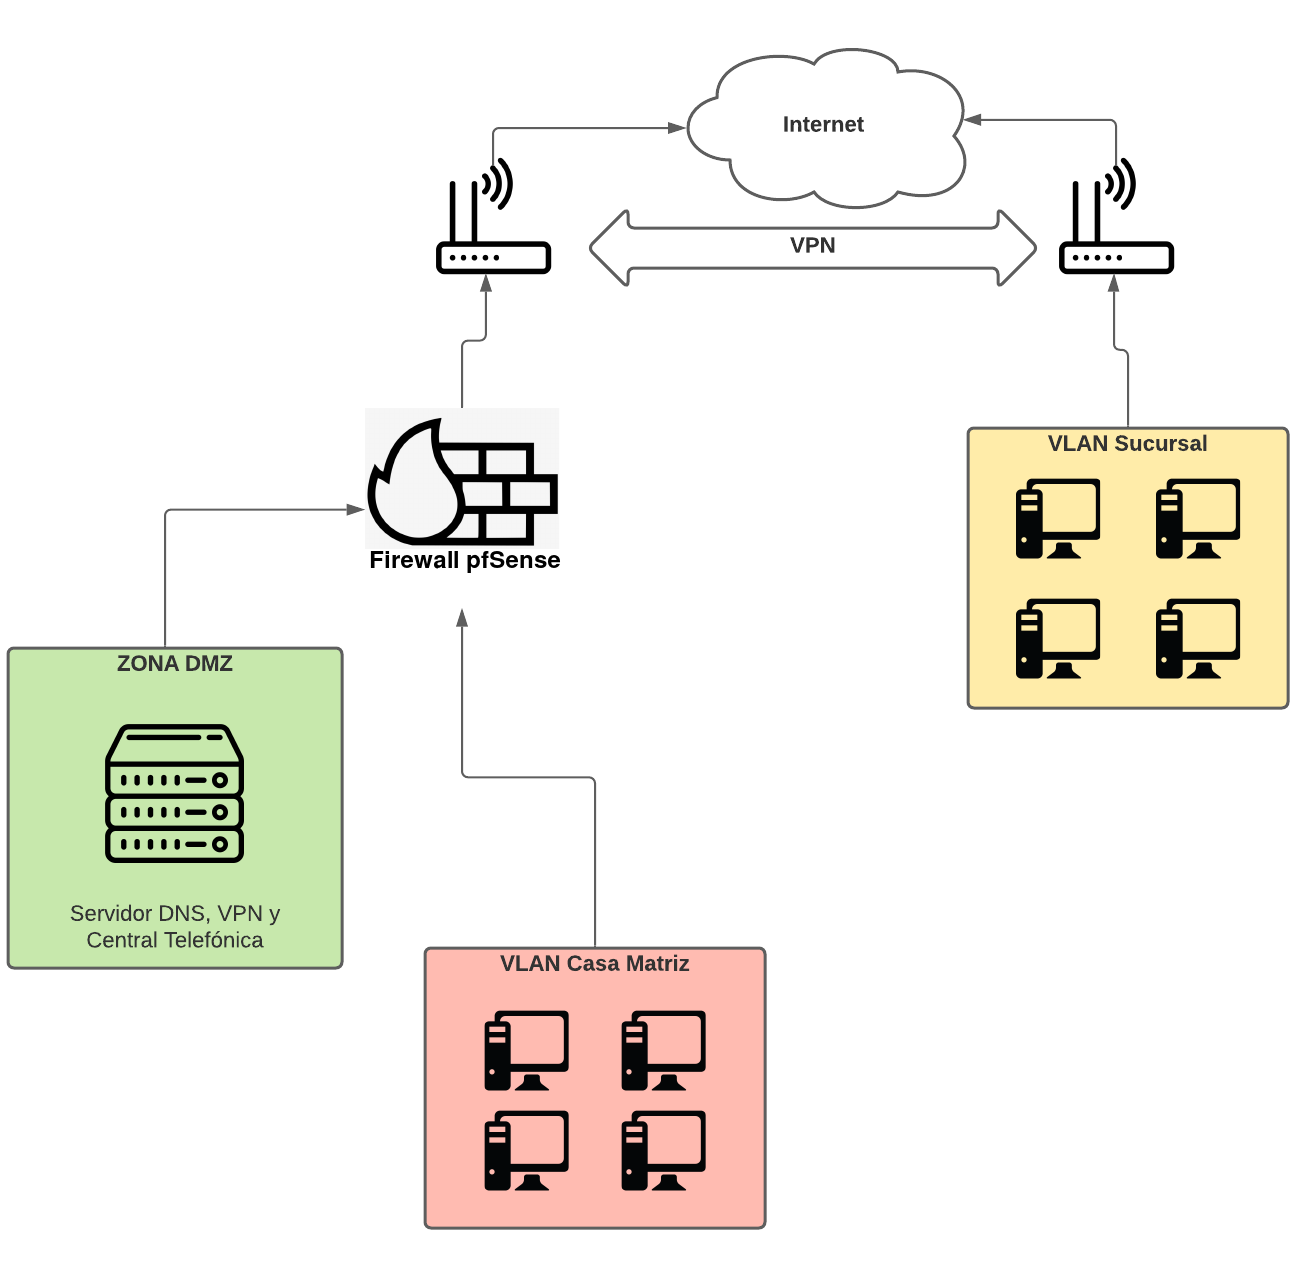 Internet
VPN
VLAN Sucursal
Firewall pfSense
ZONA DMZ
Servidor DNS, VPN y
Central Telefónica
VLAN Casa Matriz